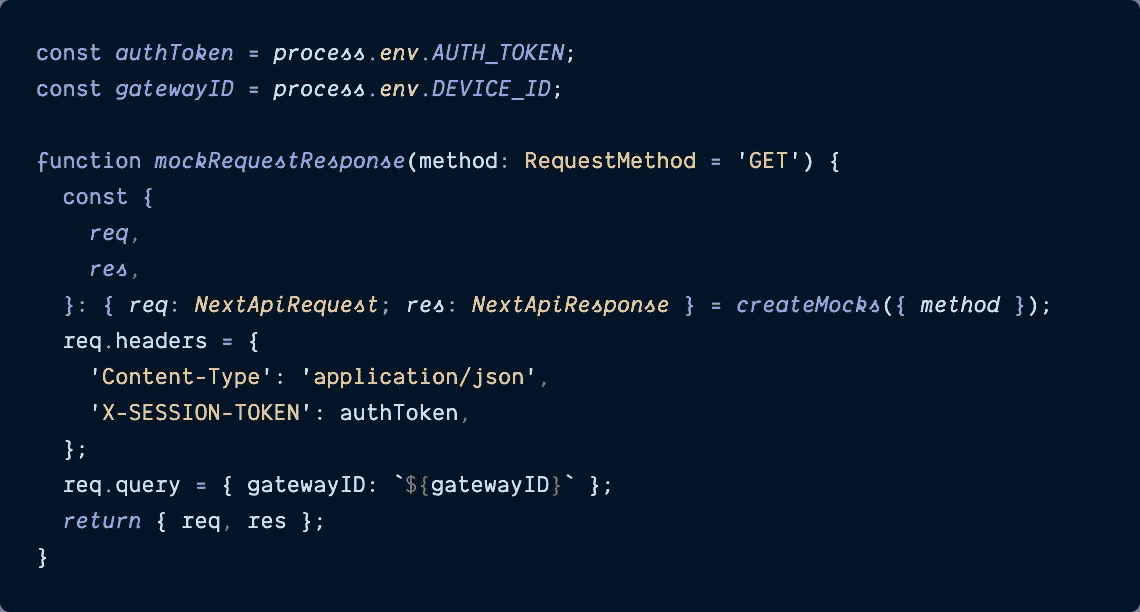 const authToken = process.env.AUTH_TOKEN;
const gatewayID = process.env.DEVICE_ID;

function mockRequestResponse(method: RequestMethod = 'GET') {
  const {
    req,
    res,
  }: { req: NextApiRequest; res: NextApiResponse } = createMocks({ method });
  req.headers = {
    'Content-Type': 'application/json',
    'X-SESSION-TOKEN': authToken,
  };
  req.query = { gatewayID: `${gatewayID}` };
  return { req, res };
}